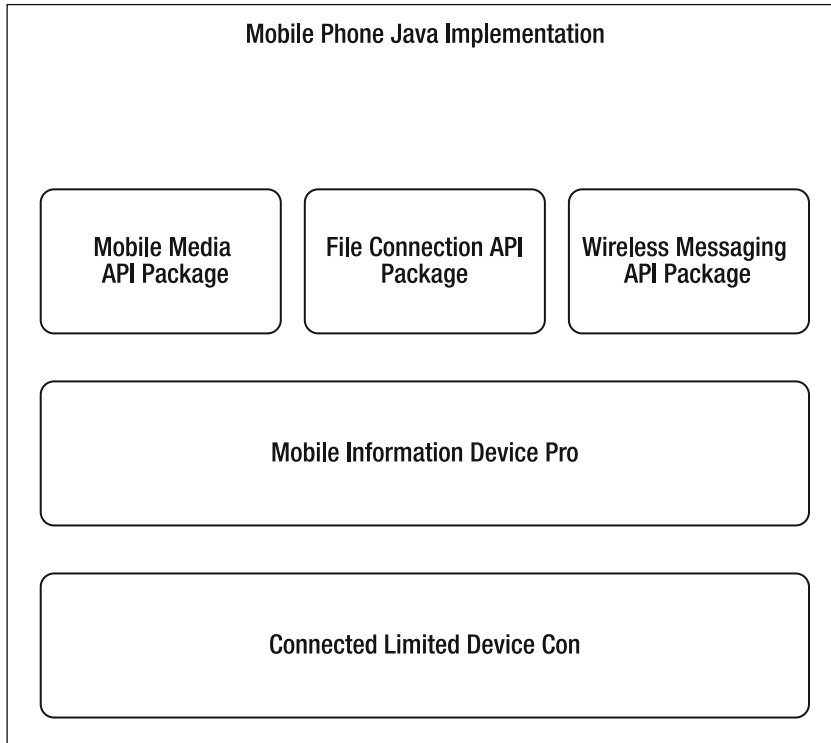 Mobile Phone Java Implementation
Mobile Media
API Package
File Connection API
Package
Wireless Messaging
API Package
Mobile Information Device Pro
Connected Limited Device Con